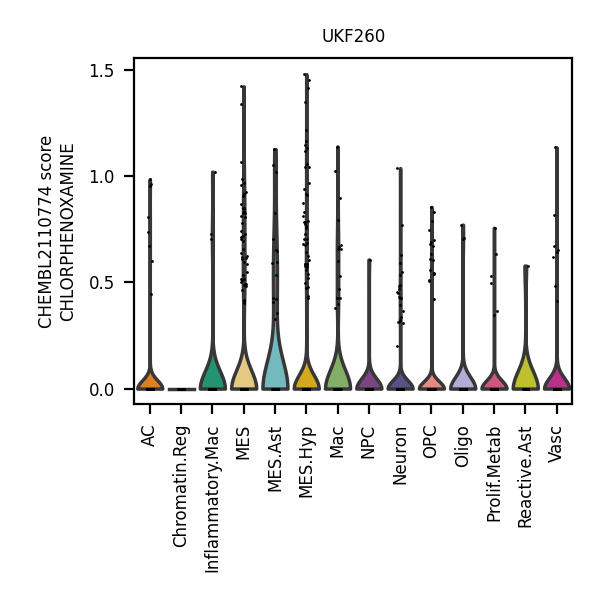 UKF260
CHEMBL2110774 score
CHLORPHENOXAMINE
1.5
1.0
0.5
0.0
AC
Chromatin.Reg
Inflammatory.Mac
MES
MES.Ast
MES.Hyp
Mac
NPC
Neuron
OPC
Oligo
Prolif.Metab
Reactive.Ast
Vasc